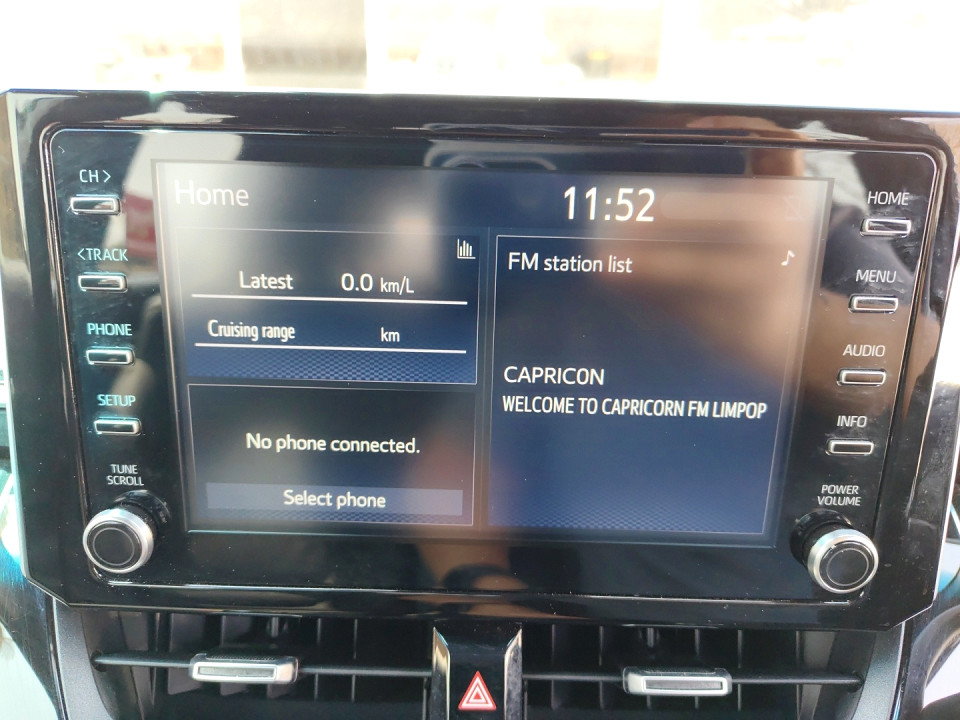 CH >
< TRACK
PHONE
SETUP
TUNE
SCROLL
Home
11:52
Latest 0.0 km/L
Cruising range km
No phone connected.
Select phone
FM station list
CAPRICON
WELCOME TO CAPRICORN FM LIMPOP
HOME
MENU
AUDIO
INFO
POWER
VOLUME